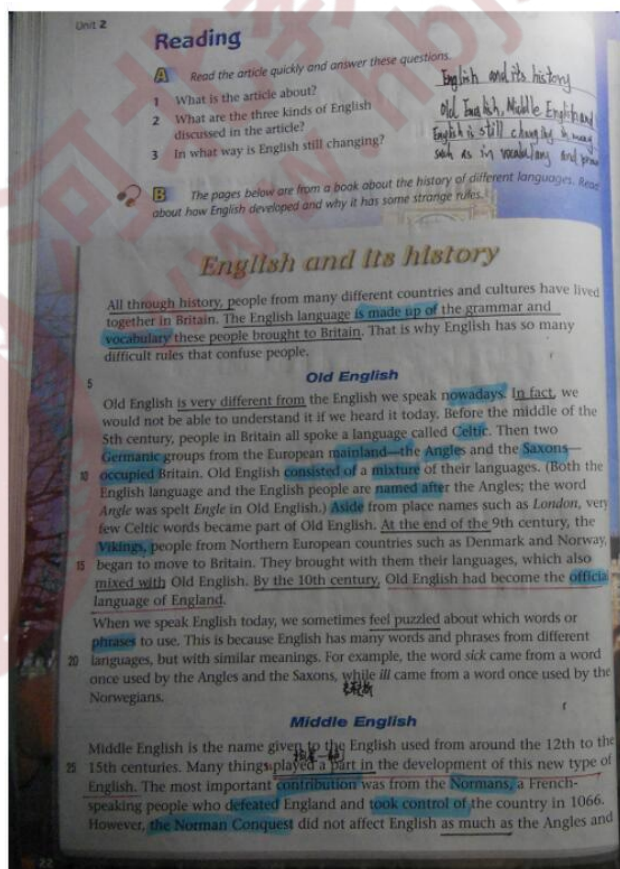 Unit 2
Reading
A Read the article quickly and answer these questions.
1 What is the article about?
2 What are the three kinds of English
discussed in the article?
3 In what way is English still changing?
English and its history
Old English, Middle English and
English is still changing in many
such as in vocabulary and
B The pages below are from a book about the history of different languages. Read
about how English developed and why it has some strange rules.
English and its history
All through history, people from many different countries and cultures have lived
together in Britain. The English language is made up of the grammar and
vocabulary these people brought to Britain. That is why English has so many
difficult rules that confuse people.
5
Old English
Old English is very different from the English we speak nowadays. In fact, we
would not be able to understand it if we heard it today. Before the middle of the
5th century, people in Britain all spoke a language called Celtic. Then two
Germanic groups from the European mainland—the Angles and the Saxons—
10 occupied Britain. Old English consisted of a mixture of their languages. (Both the
English language and the English people are named after the Angles; the word
Angle was spelt Engle in Old English.) Aside from place names such as London, very
few Celtic words became part of Old English. At the end of the 9th century, the
Vikings, people from Northern European countries such as Denmark and Norway,
15 began to move to Britain. They brought with them their languages, which also
mixed with Old English. By the 10th century, Old English had become the official
language of England.
When we speak English today, we sometimes feel puzzled about which words or
phrases to use. This is because English has many words and phrases from different
20 languages, but with similar meanings. For example, the word sick came from a word
once used by the Angles and the Saxons, while ill came from a word once used by the
Norwegians.
Middle English
Middle English is the name given to the English used from around the 12th to the
25 15th centuries. Many things played a part in the development of this new type of
English. The most important contribution was from the Normans, a French-
speaking people who defeated England and took control of the country in 1066.
However, the Norman Conquest did not affect English as much as the Angles and
22